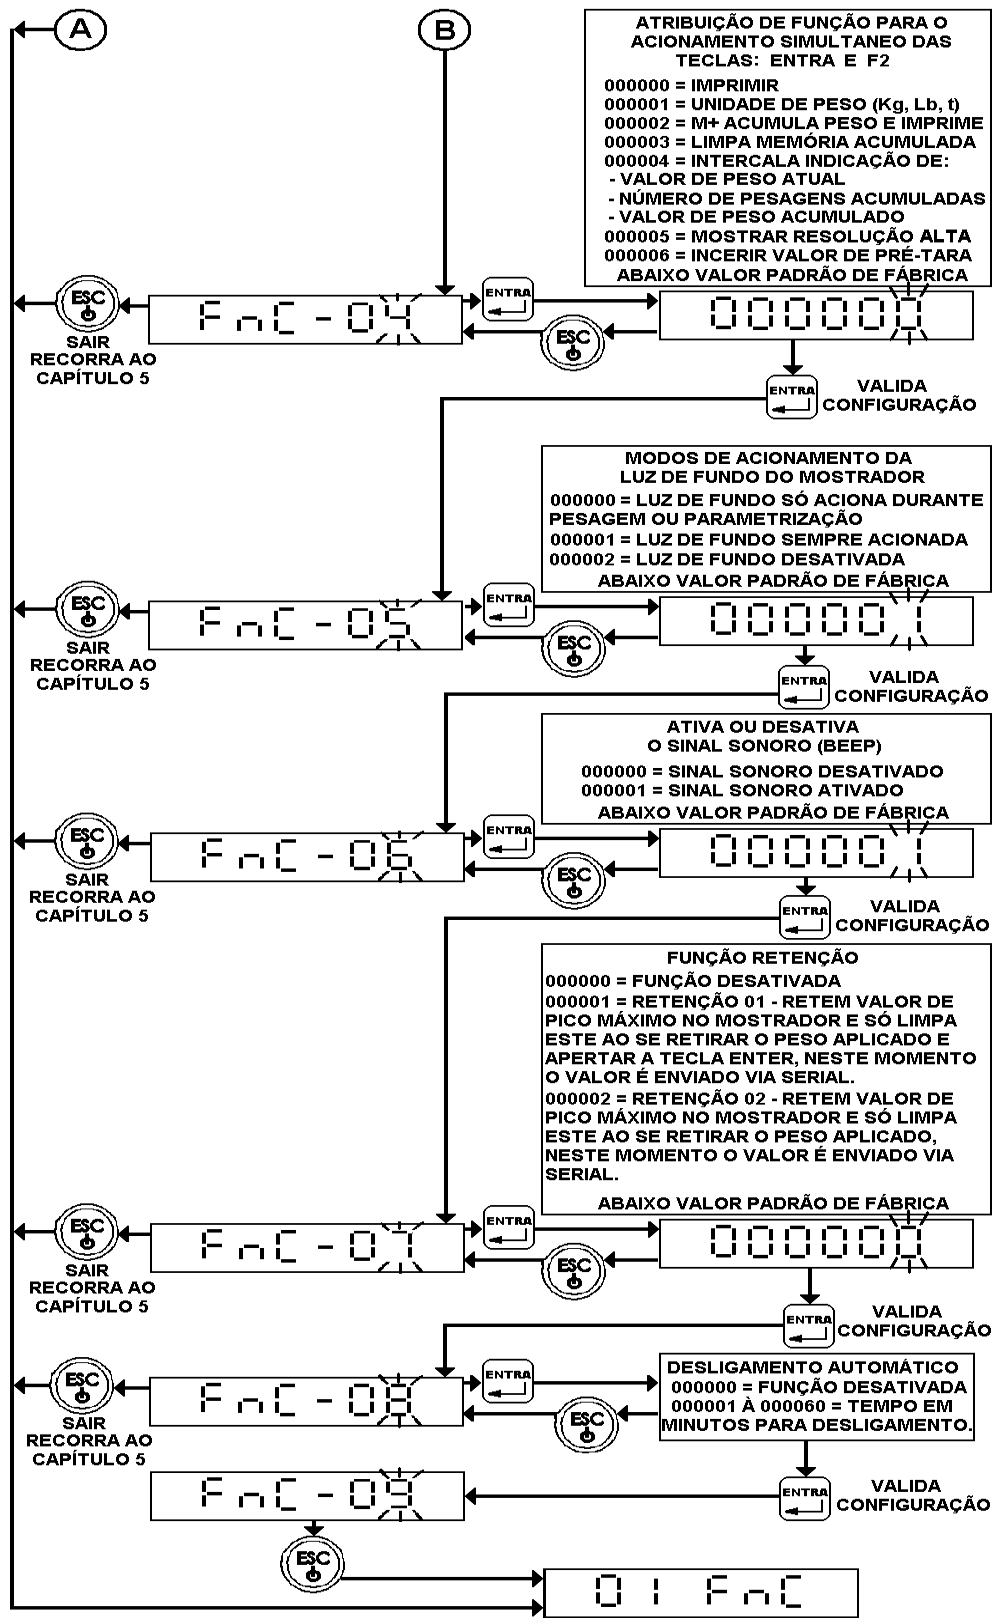 A
B
ATRIBUIÇÃO DE FUNÇÃO PARA O
ACIONAMENTO SIMULTANEO DAS
TECLAS: ENTRA E F2
000000 = IMPRIMIR
000001 = UNIDADE DE PESO (Kg, Lb, t)
000002 = M+ ACUMULA PESO E IMPRIME
000003 = LIMPA MEMÓRIA ACUMULADA
000004 = INTERCALA INDICAÇÃO DE:
- VALOR DE PESO ATUAL
- NÚMERO DE PESAGENS ACUMULADAS
- VALOR DE PESO ACUMULADO
000005 = MOSTRAR RESOLUÇÃO ALTA
000006 = INCERIR VALOR DE PRÉ-TARA
ABAIXO VALOR PADRÃO DE FÁBRICA
ESC
SAIR
RECORRA AO
CAPÍTULO 5
FnC-04
ENTRA
ESC
000000
ENTRA
VALIDA
CONFIGURAÇÃO
MODOS DE ACIONAMENTO DA
LUZ DE FUNDO DO MOSTRADOR
000000 = LUZ DE FUNDO SÓ ACIONA DURANTE
PESAGEM OU PARAMETRIZAÇÃO
000001 = LUZ DE FUNDO SEMPRE ACIONADA
000002 = LUZ DE FUNDO DESATIVADA
ABAIXO VALOR PADRÃO DE FÁBRICA
ESC
SAIR
RECORRA AO
CAPÍTULO 5
FnC-05
ENTRA
ESC
000001
ENTRA
VALIDA
CONFIGURAÇÃO
ATIVA OU DESATIVA
O SINAL SONORO (BEEP)
000000 = SINAL SONORO DESATIVADO
000001 = SINAL SONORO ATIVADO
ABAIXO VALOR PADRÃO DE FÁBRICA
ESC
SAIR
RECORRA AO
CAPÍTULO 5
FnC-06
ENTRA
ESC
000001
ENTRA
VALIDA
CONFIGURAÇÃO
FUNÇÃO RETENÇÃO
000000 = FUNÇÃO DESATIVADA
000001 = RETENÇÃO 01 - RETEM VALOR DE
PICO MÁXIMO NO MOSTRADOR E SÓ LIMPA
ESTE AO SE RETIRAR O PESO APLICADO E
APERTAR A TECLA ENTER, NESTE MOMENTO
O VALOR É ENVIADO VIA SERIAL.
000002 = RETENÇÃO 02 - RETEM VALOR DE
PICO MÁXIMO NO MOSTRADOR E SÓ LIMPA
ESTE AO SE RETIRAR O PESO APLICADO,
NESTE MOMENTO O VALOR É ENVIADO VIA
SERIAL.
ABAIXO VALOR PADRÃO DE FÁBRICA
ESC
SAIR
RECORRA AO
CAPÍTULO 5
FnC-07
ENTRA
ESC
000000
ENTRA
VALIDA
CONFIGURAÇÃO
ESC
SAIR
RECORRA AO
CAPÍTULO 5
FnC-08
ENTRA
ESC
DESLIGAMENTO AUTOMÁTICO
000000 = FUNÇÃO DESATIVADA
000001 À 000060 = TEMPO EM
MINUTOS PARA DESLIGAMENTO.
FnC-09
ENTRA
VALIDA
CONFIGURAÇÃO
ESC
01 FnC